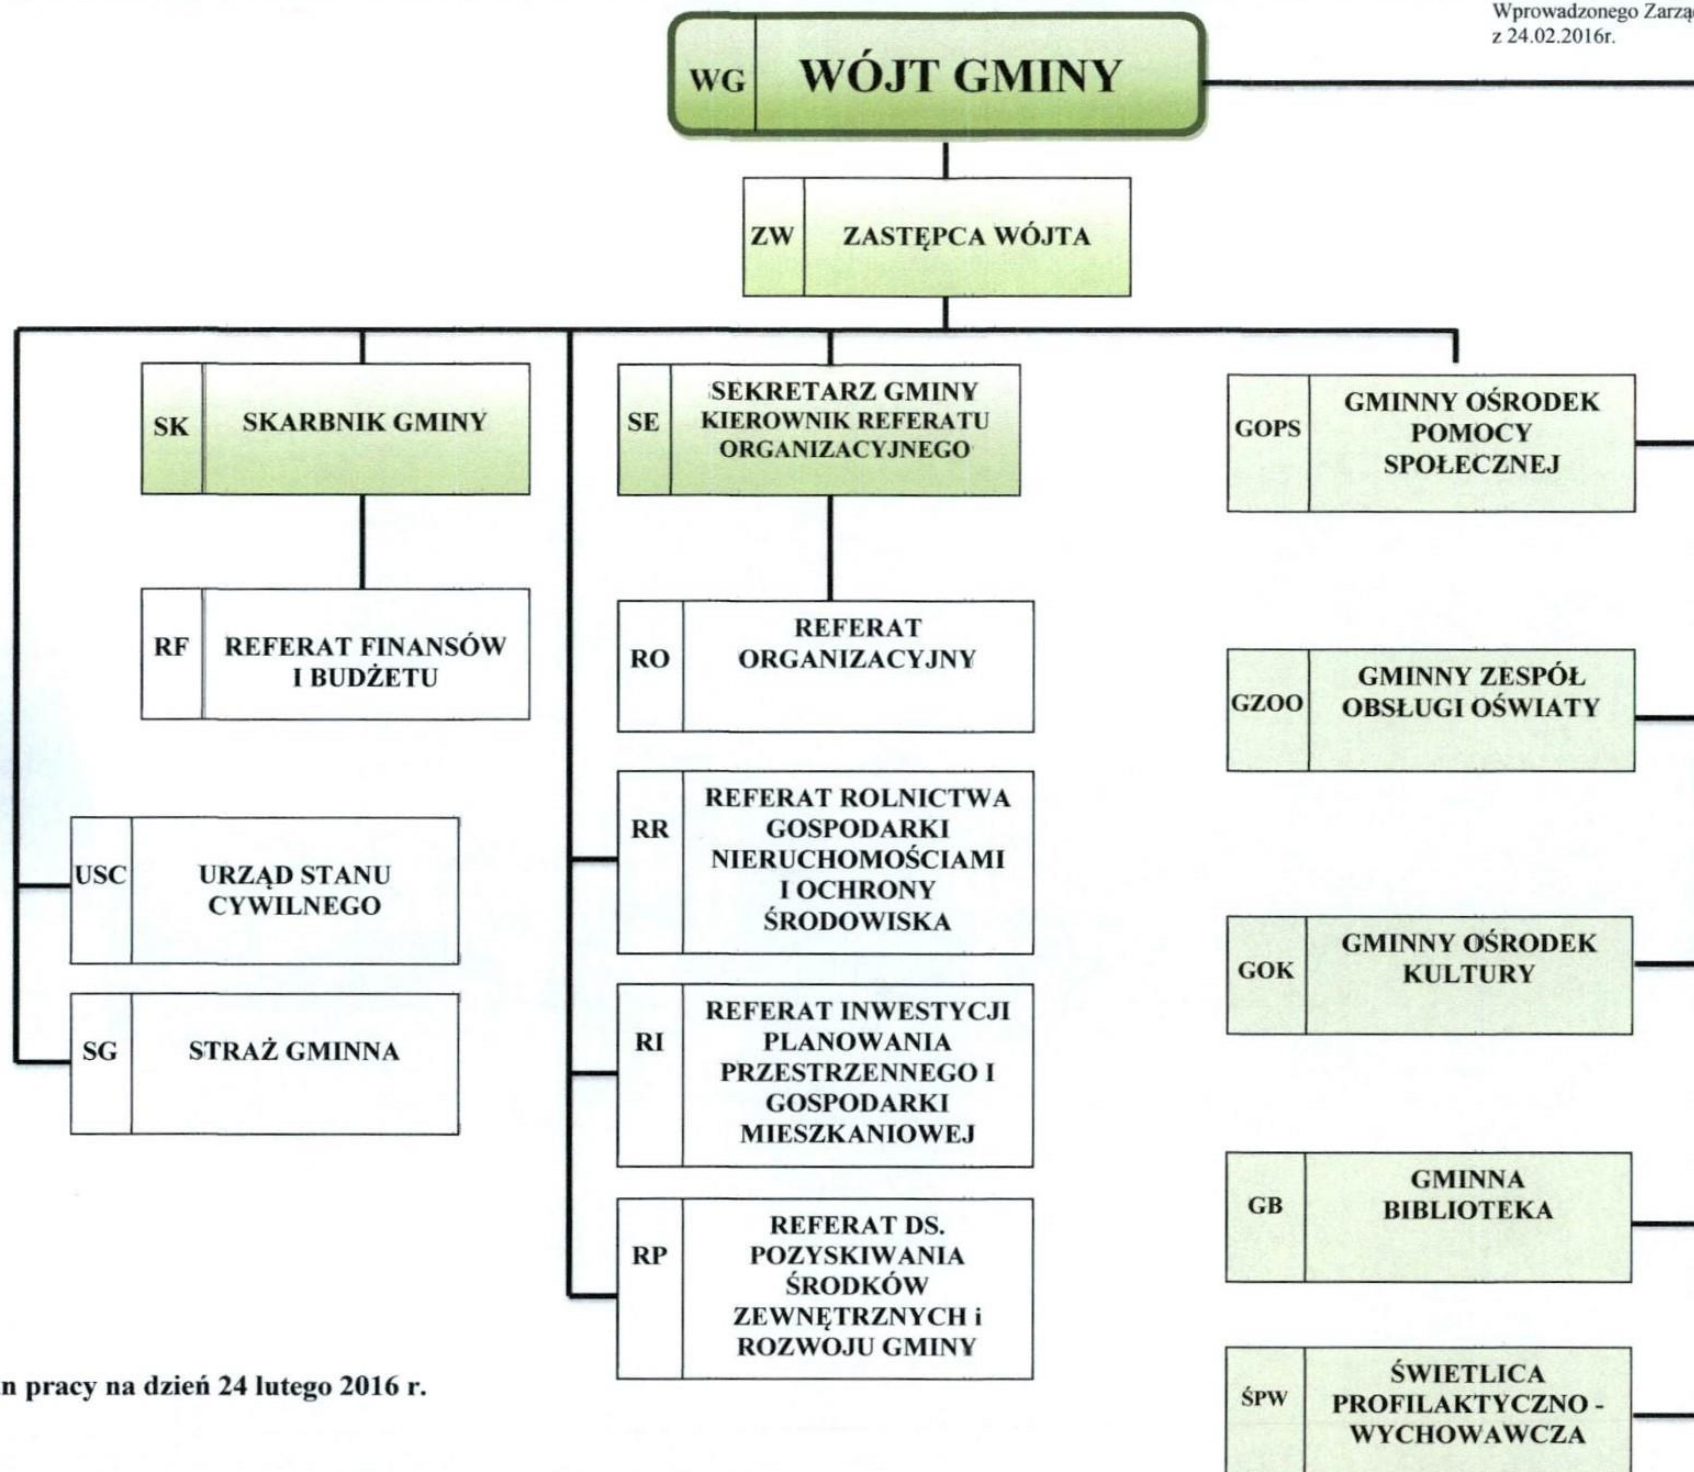 Wprowadzonego
z 24.02.2016r.
WG
WÓJT GMINY
ZW
ZASTĘPCA WÓJTA
SK
SKARBNIK GMINY
SE
SEKRETARZ GMINY
KIEROWNIK REFERATU
ORGANIZACYJNEGO
GOPS
GMINNY OŚRODEK
POMOCY
SPOŁECZNEJ
RF
REFERAT FINANSÓW
I BUDŻETU
RO
REFERAT
ORGANIZACYJNY
GZOO
GMINNY ZESPÓŁ
OBSŁUGI OŚWIATY
RR
REFERAT ROLNICTWA
GOSPODARKI
NIERUCHOMOŚCIAMI
I OCHRONY
ŚRODOWISKA
USC
URZĄD STANU
CYWILNEGO
GOK
GMINNY OŚRODEK
KULTURY
SG
STRAŻ GMINNA
RI
REFERAT INWESTYCJI
PLANOWANIA
PRZESTRZENNEGO I
GOSPODARKI
MIESZKANIOWEJ
GB
GMINNA
BIBLIOTEKA
RP
REFERAT DS.
POZYSKIWANIA
ŚRODKÓW
ZEWNĘTRZNYCH i
ROZWOJU GMINY
ŚPW
ŚWIETLICA
PROFILAKTYCZNO -
WYCHOWAWCZA
pracy na dzień 24 lutego 2016 r.